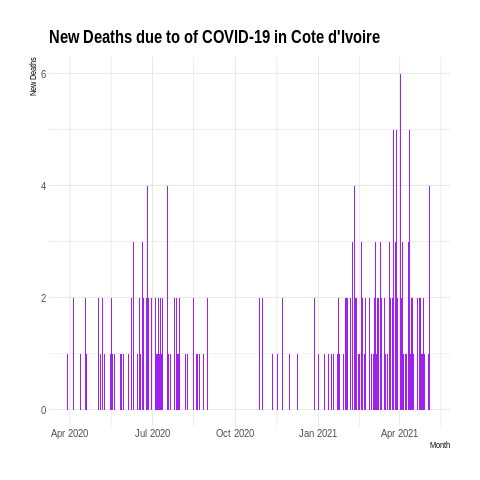 New Deaths due to of COVID-19 in Cote d'Ivoire
New Deaths
6
4
2
0
Apr 2020 Jul 2020 Oct 2020 Jan 2021 Apr 2021
Month